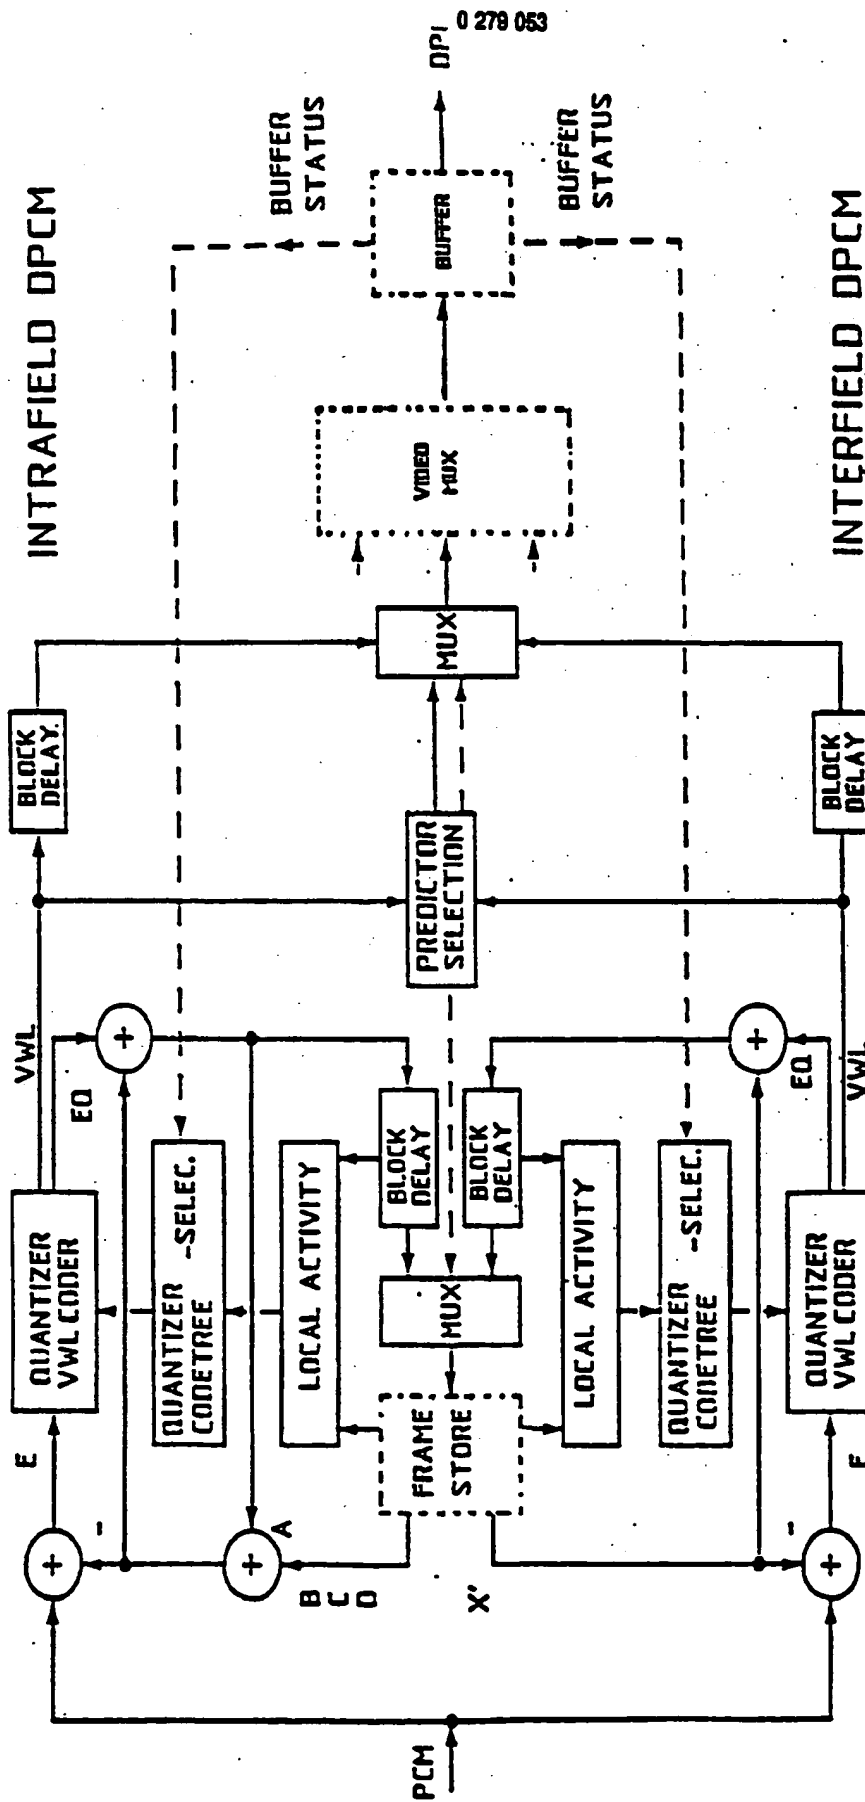 0 279 053
INTRAFIELD DPCM
BLOCK
DELAY.
VWL
EQ
QUANTIZER
VWL CODER
E
-
+
+
BUFFER
STATUS
QUANTIZER -SELEC.
CODETREE
LOCAL ACTIVITY
+
A
B
C
D
PCM
FRAME
STORE
MUX
BLOCK
DELAY
BLOCK
DELAY
PREDICTOR
SELECTION
MUX
VIDEO
MUX
BUFFER
X'
LOCAL ACTIVITY
QUANTIZER -SELEC.
CODETREE
BUFFER
STATUS
+
EQ
-
+
QUANTIZER
VWL CODER
VWL
BLOCK
DELAY
INTERFIELD DPCM